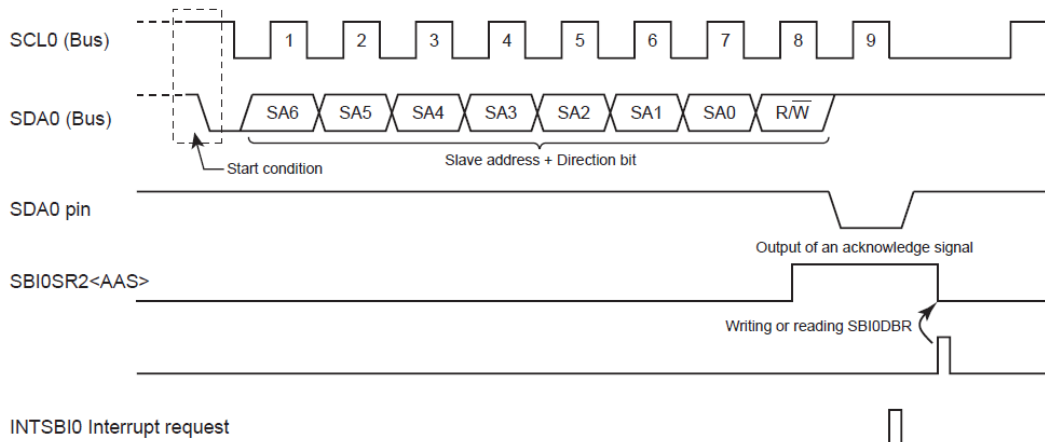 SCL0 (Bus)
1 2 3 4 5 6 7 8 9
SDA0 (Bus)
SA6 SA5 SA4 SA3 SA2 SA1 SA0 R/W̅
Start condition
Slave address + Direction bit
SDA0 pin
Output of an acknowledge signal
SBI0SR2<AAS>
Writing or reading SBI0DBR
INTSBI0 Interrupt request